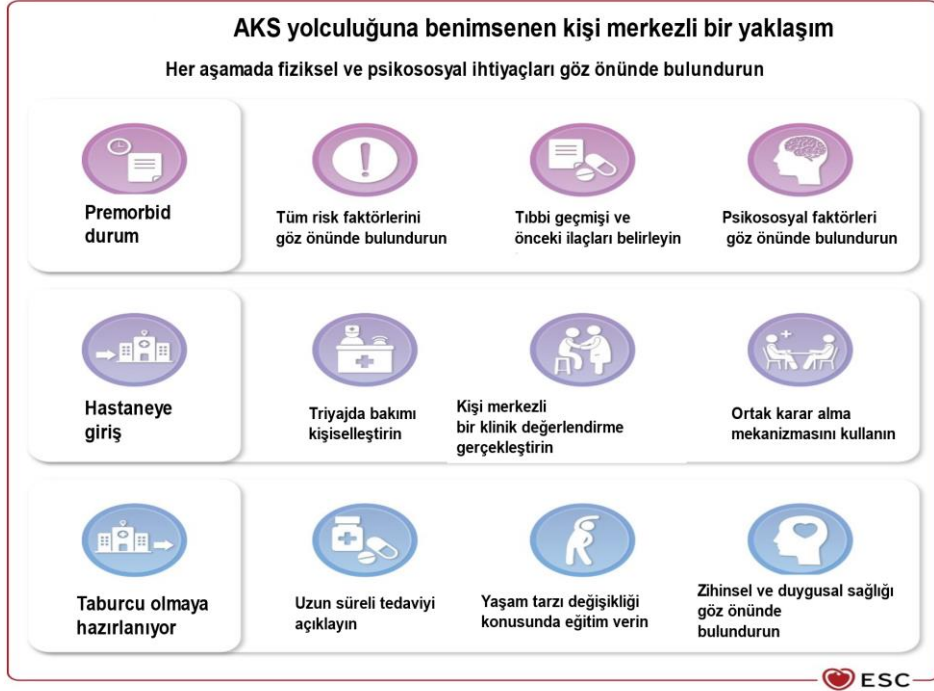 AKS yolculuğuna benimsenen kişi merkezli bir yaklaşım
Her aşamada fiziksel ve psikososyal ihtiyaçları göz önünde bulundurun
Premorbid
durum
Tüm risk faktörlerini
göz önünde bulundurun
Tıbbi geçmişi ve
önceki ilaçları belirleyin
Psikososyal faktörleri
göz önünde bulundurun
Hastaneye
giriş
Triyajda bakımı
kişiselleştirin
Kişi merkezli
bir klinik değerlendirme
gerçekleştirin
Ortak karar alma
mekanizmasını kullanın
Taburcu olmaya
hazırlanıyor
Uzun süreli tedaviyi
açıklayın
Yaşam tarzı değişikliği
konusunda eğitim verin
Zihinsel ve duygusal sağlığı
göz önünde
bulundurun
ESC